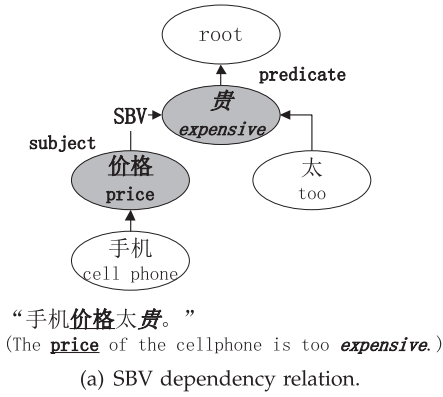 root
predicate
贵
expensive
SBV
subject
价格
price
太
too
手机
cell phone
“手机价格太贵。”
(The price of the cellphone is too expensive.)
(a) SBV dependency relation.